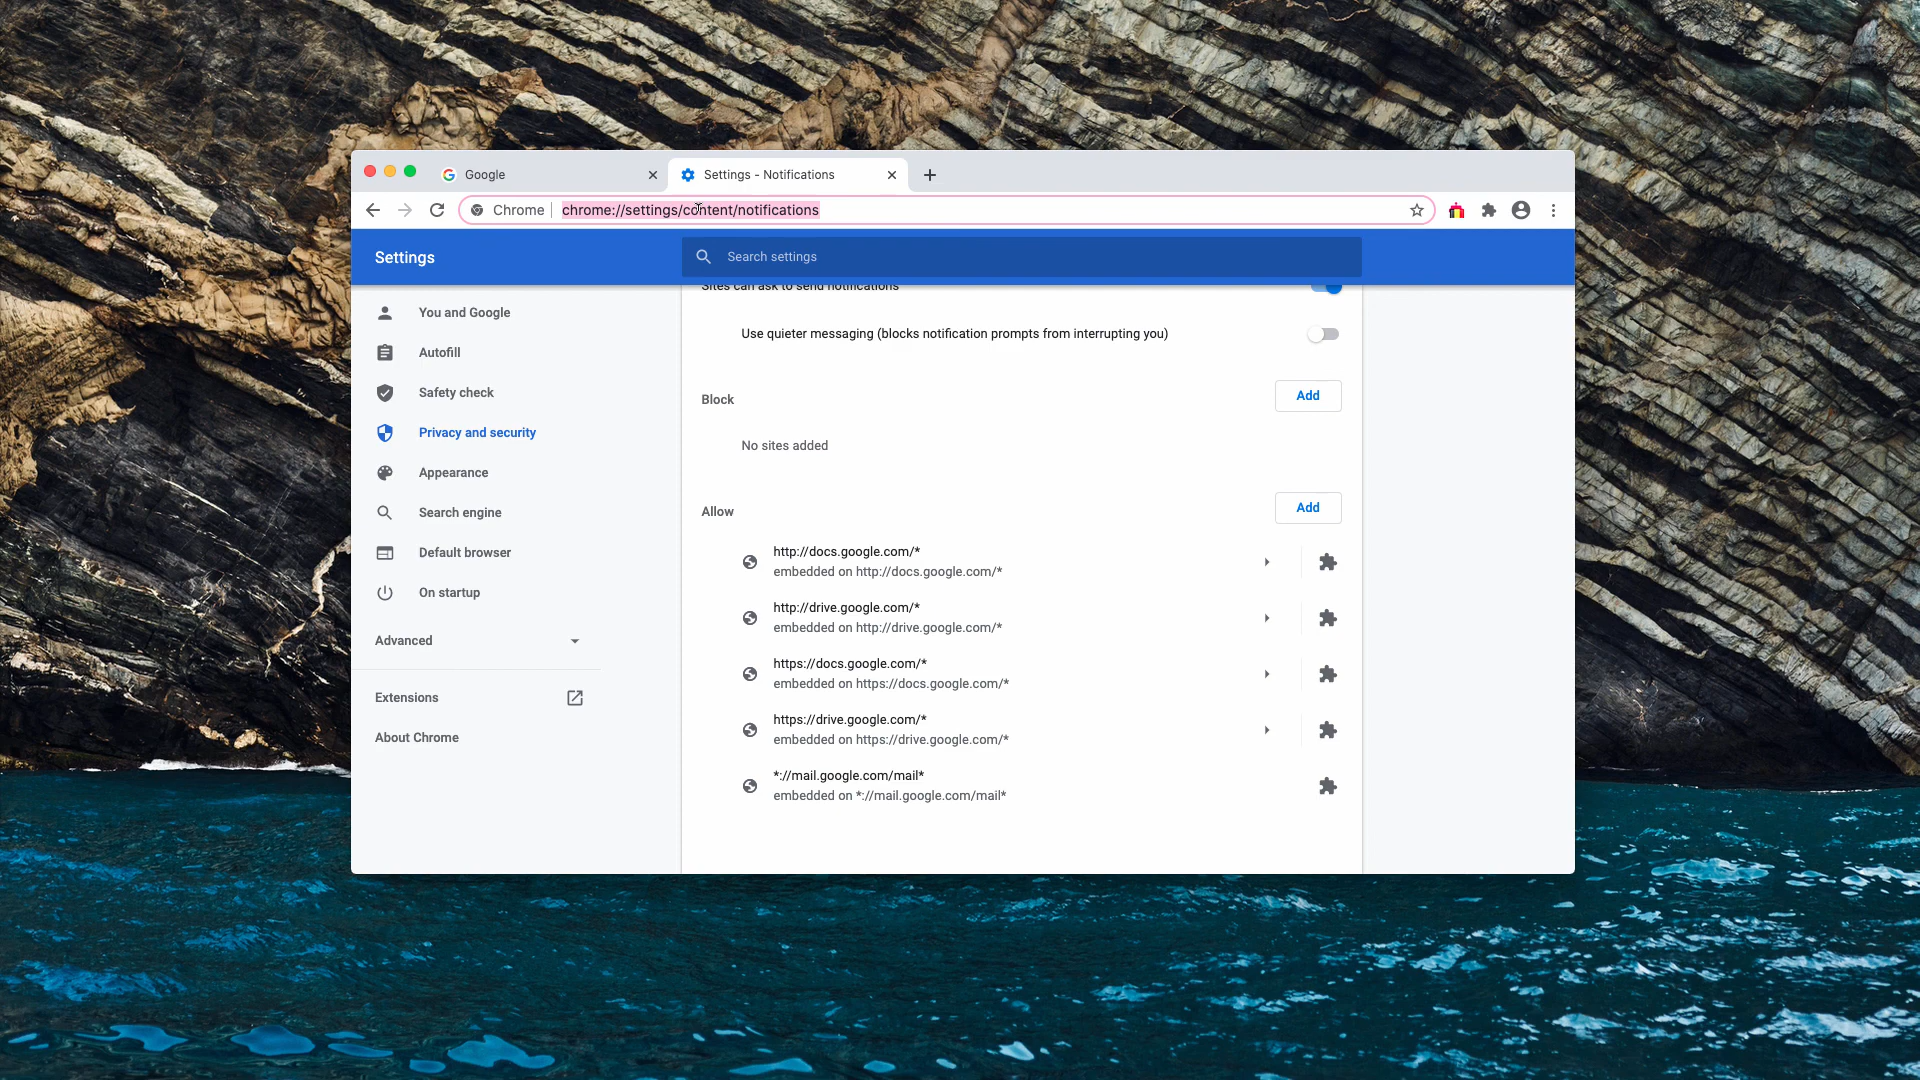 Google
Settings - Notifications
Chrome
chrome://settings/content/notifications
Settings
Search settings
You and Google
Autofill
Safety check
Privacy and security
Appearance
Search engine
Default browser
On startup
Advanced
Extensions
About Chrome
Sites can ask to send notifications
Use quieter messaging (blocks notification prompts from interrupting you)
Block
Add
No sites added
Allow
Add
http://docs.google.com/*
embedded on http://docs.google.com/*
http://drive.google.com/*
embedded on http://drive.google.com/*
https://docs.google.com/*
embedded on https://docs.google.com/*
https://drive.google.com/*
embedded on https://drive.google.com/*
*://mail.google.com/mail*
embedded on *://mail.google.com/mail*